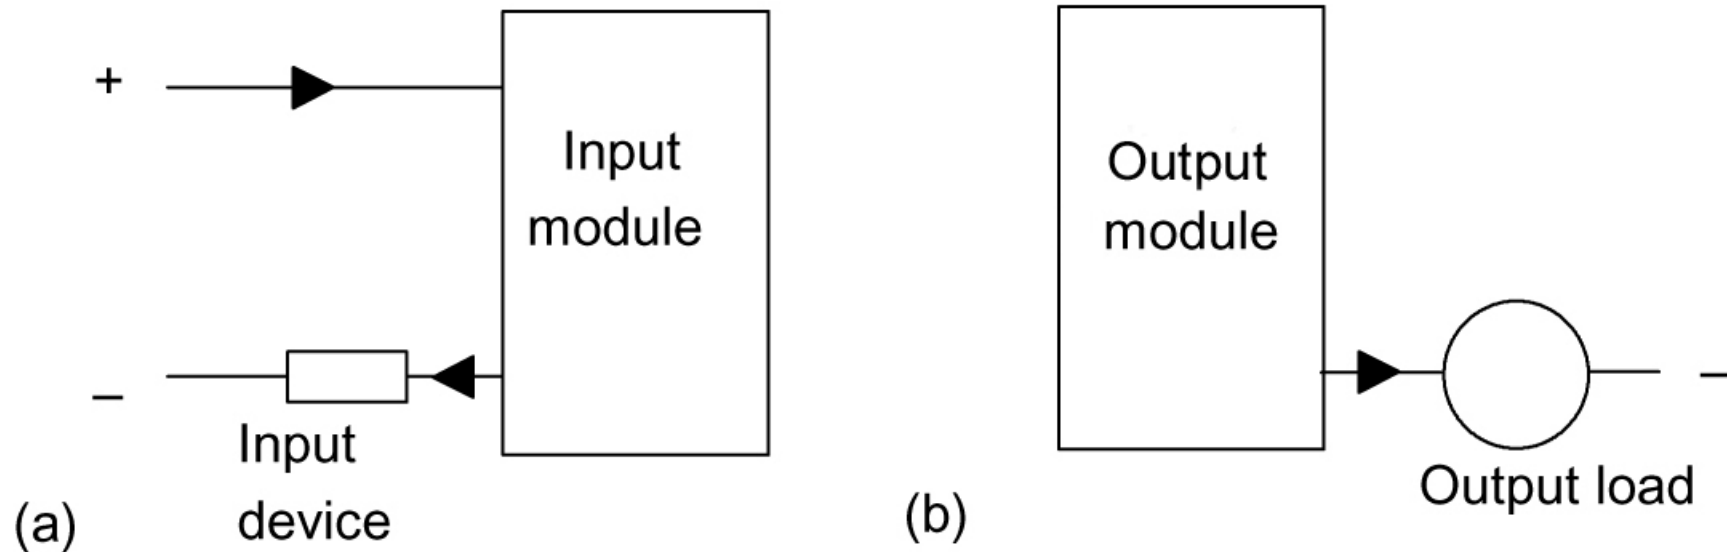 +
Input
module
–
Input
device
(a)
Output
module
–
Output load
(b)